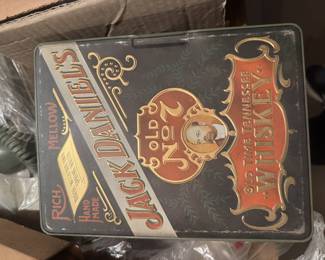 RICH
MELLOW
HAND
MADE
JACK DANIEL'S
OLD
No 7
OLD TIME TENNESSEE
WHISKEY